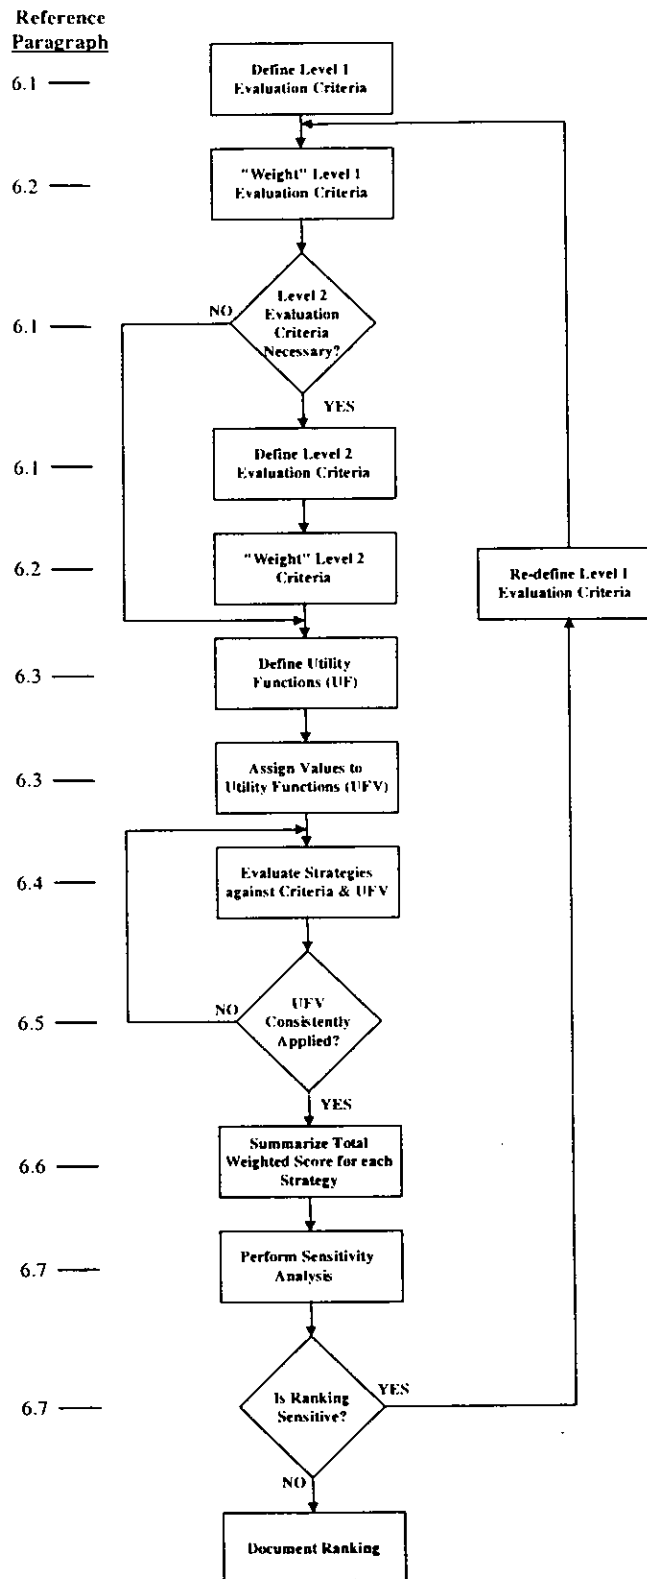 Reference
Paragraph
6.1
Define Level 1
Evaluation Criteria
6.2
"Weight" Level 1
Evaluation Criteria
6.1
NO
Level 2
Evaluation
Criteria
Necessary?
YES
6.1
Define Level 2
Evaluation Criteria
6.2
"Weight" Level 2
Criteria
Re-define Level 1
Evaluation Criteria
6.3
Define Utility
Functions (UF)
6.3
Assign Values to
Utility Functions (UFV)
6.4
Evaluate Strategies
against Criteria & UFV
6.5
NO
UFV
Consistently
Applied?
YES
6.6
Summarize Total
Weighted Score for each
Strategy
6.7
Perform Sensitivity
Analysis
6.7
Is Ranking
Sensitive?
YES
NO
Document Ranking